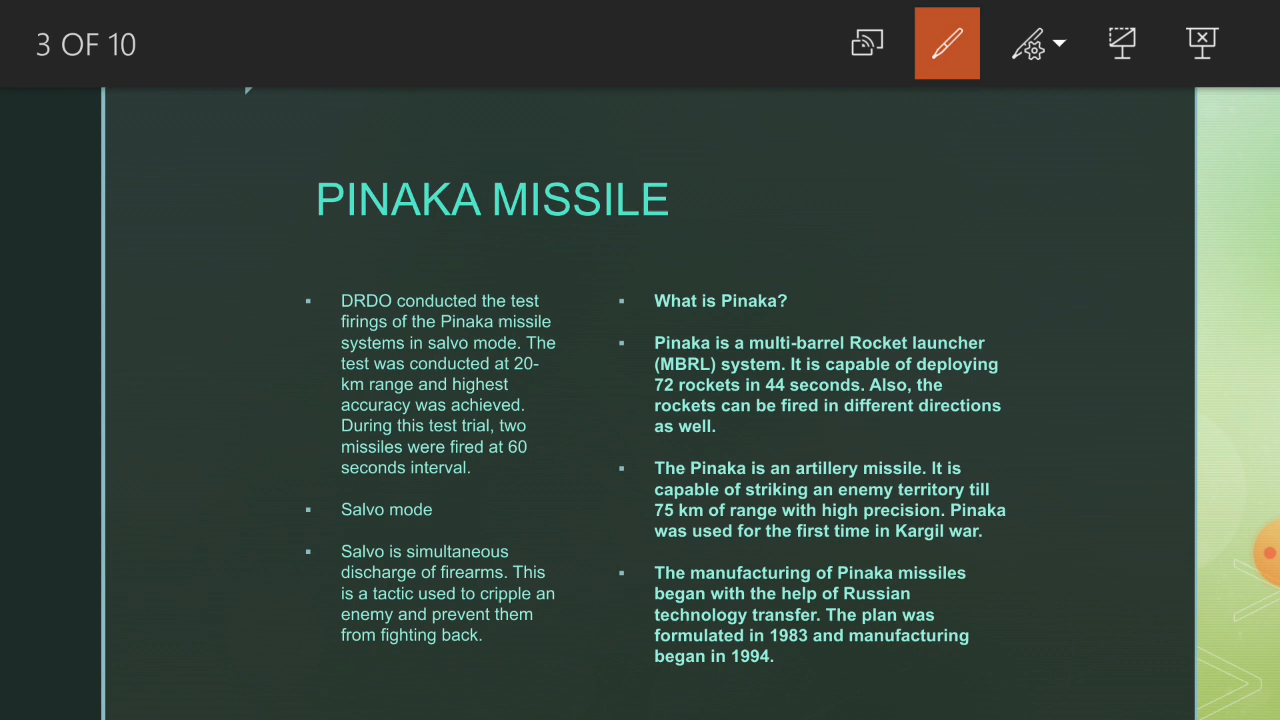 3 OF 10
PINAKA MISSILE
DRDO conducted the test
firings of the Pinaka missile
systems in salvo mode. The
test was conducted at 20-
km range and highest
accuracy was achieved.
During this test trial, two
missiles were fired at 60
seconds interval.
Salvo mode
Salvo is simultaneous
discharge of firearms. This
is a tactic used to cripple an
enemy and prevent them
from fighting back.
What is Pinaka?
Pinaka is a multi-barrel Rocket launcher
(MBRL) system. It is capable of deploying
72 rockets in 44 seconds. Also, the
rockets can be fired in different directions
as well.
The Pinaka is an artillery missile. It is
capable of striking an enemy territory till
75 km of range with high precision. Pinaka
was used for the first time in Kargil war.
The manufacturing of Pinaka missiles
began with the help of Russian
technology transfer. The plan was
formulated in 1983 and manufacturing
began in 1994.